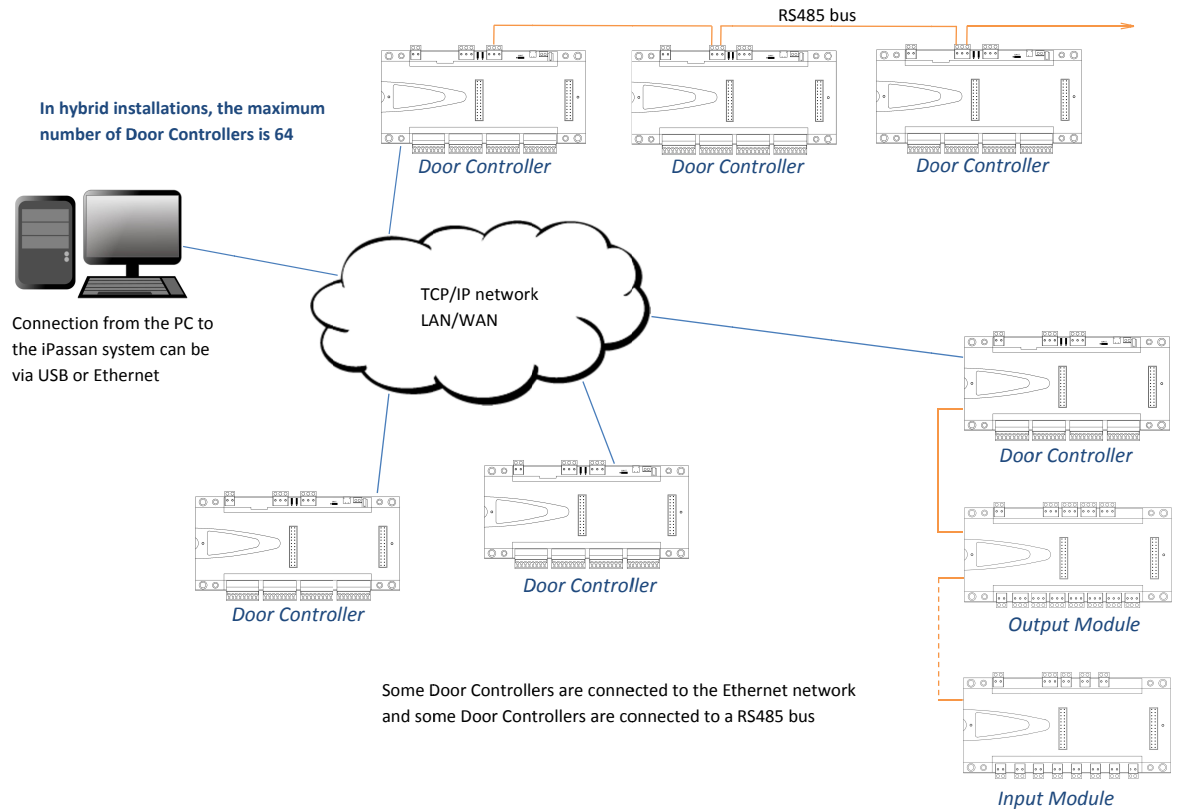 RS485 bus
In hybrid installations, the maximum
number of Door Controllers is 64
Door Controller
Door Controller
Door Controller
TCP/IP network
LAN/WAN
Connection from the PC to
the iPassan system can be
via USB or Ethernet
Door Controller
Door Controller
Door Controller
Output Module
Some Door Controllers are connected to the Ethernet network
and some Door Controllers are connected to a RS485 bus
Input Module